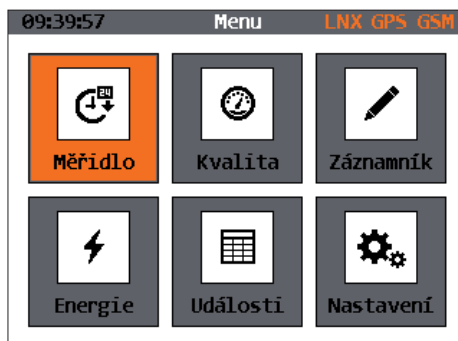 09:39:57 Menu LNX GPS GSM
24
Měřidlo Kvalita Záznamník
Energie Události Nastavení